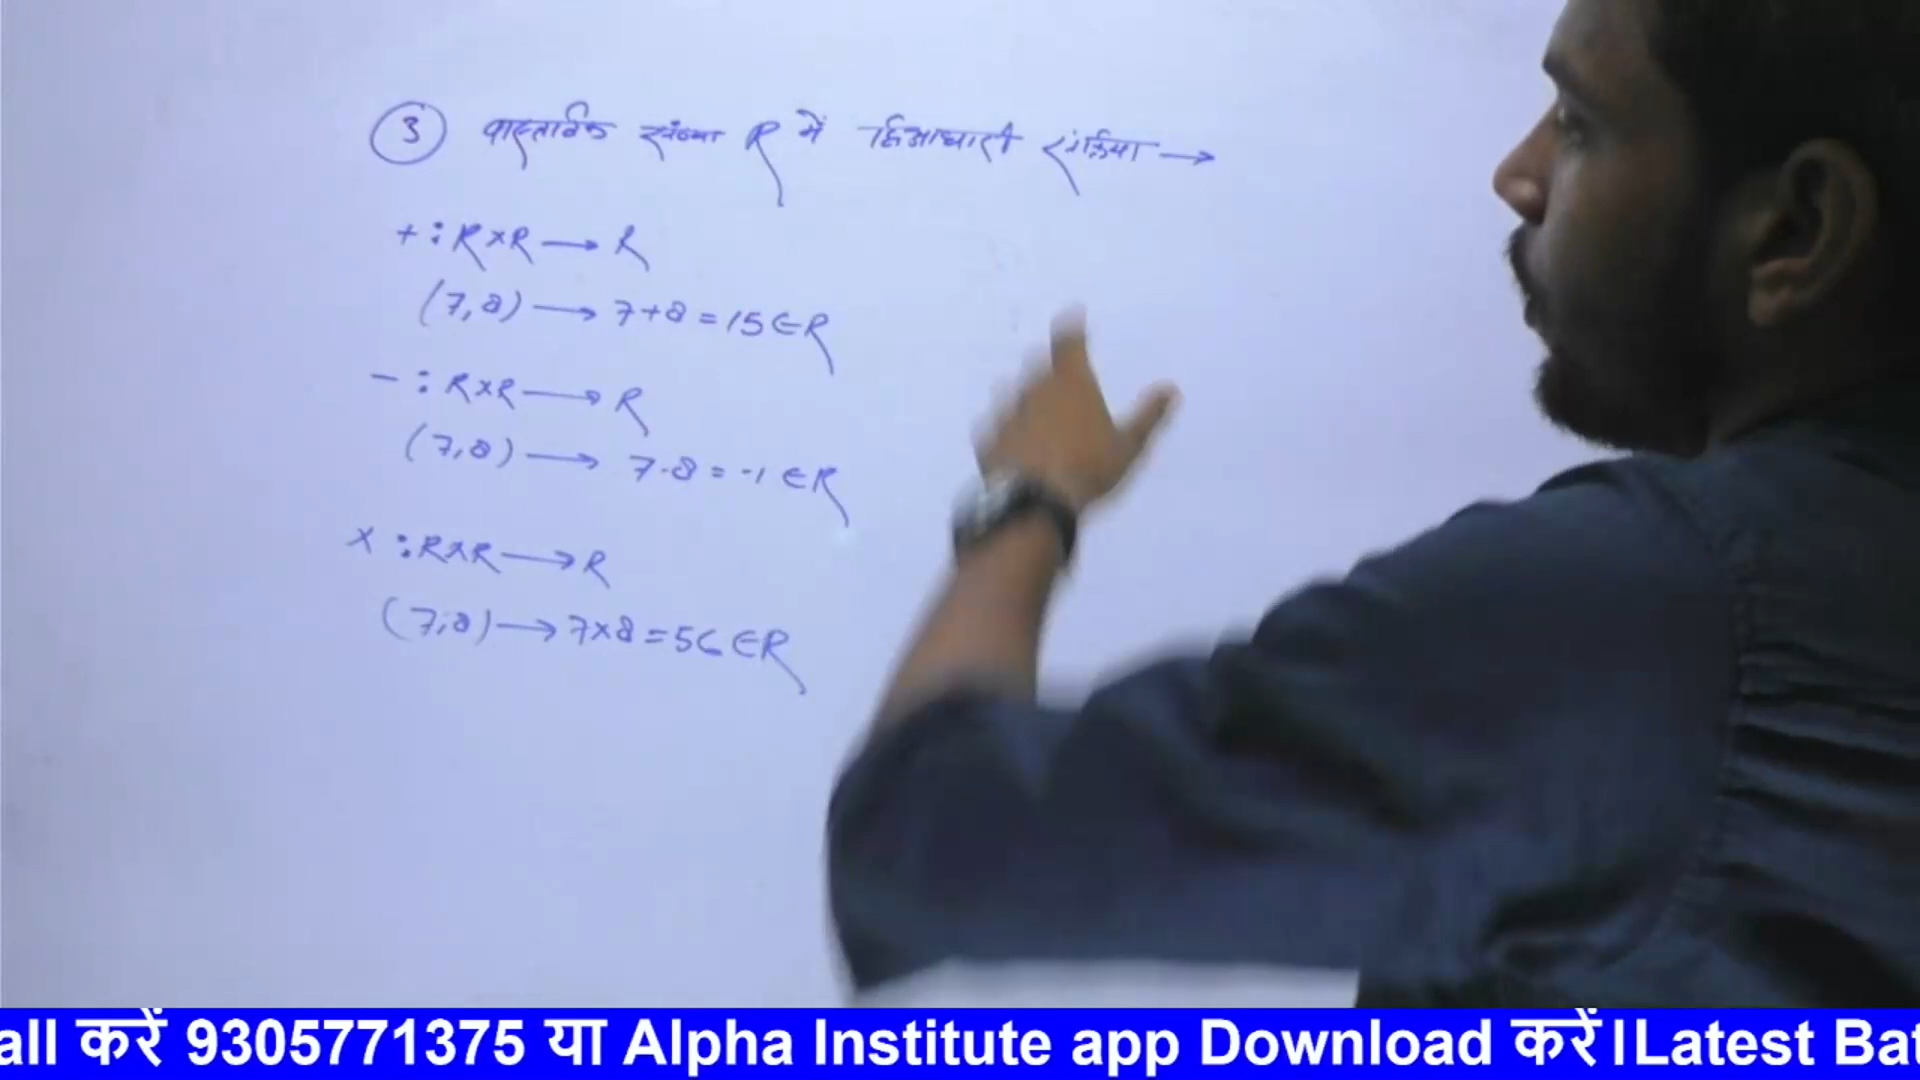 ③ वास्तविक संख्या R में द्विआधारी संक्रिया →
+ : R×R → R
(7,8) → 7+8 = 15 ∈ R
- : R×R → R
(7,8) → 7-8 = -1 ∈ R
× : R×R → R
(7,8) → 7×8 = 56 ∈ R
all करें 9305771375 या Alpha Institute app Download करें।Latest Bat